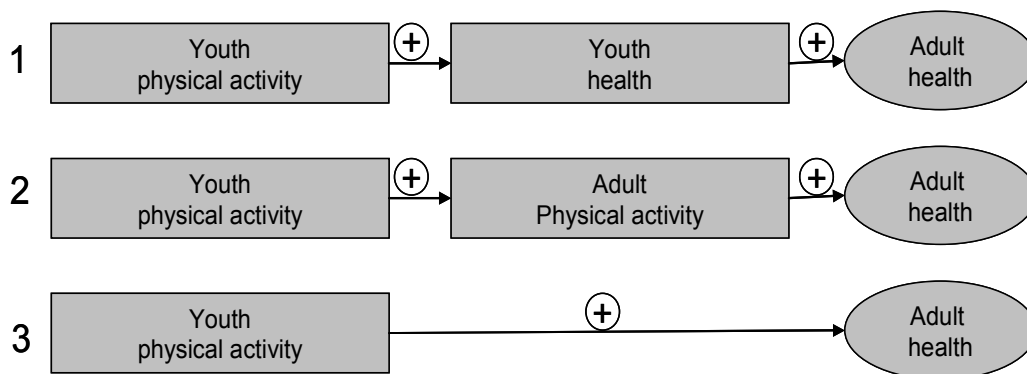 1
Youth
physical activity
+
Youth
health
+
Adult
health
2
Youth
physical activity
+
Adult
Physical activity
+
Adult
health
3
Youth
physical activity
+
Adult
health